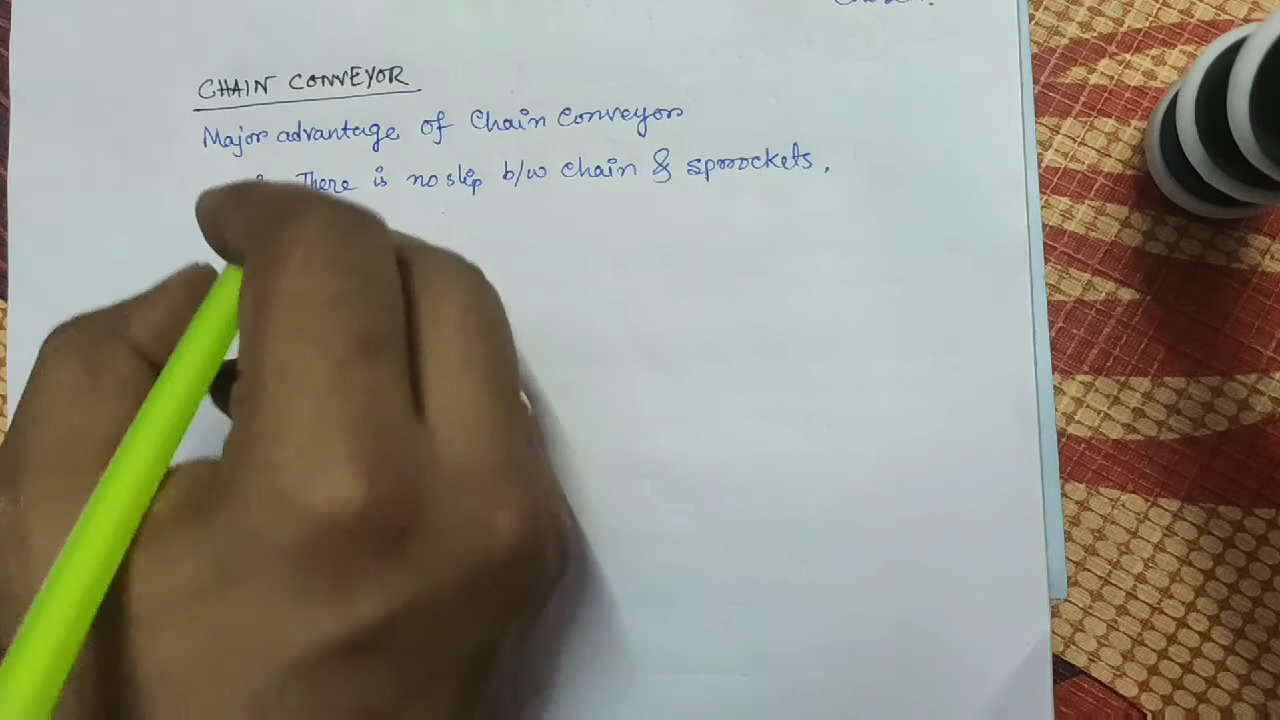 CHAIN CONVEYOR
Major advantage of Chain Conveyor
There is no slip b/w chain & sprockets.